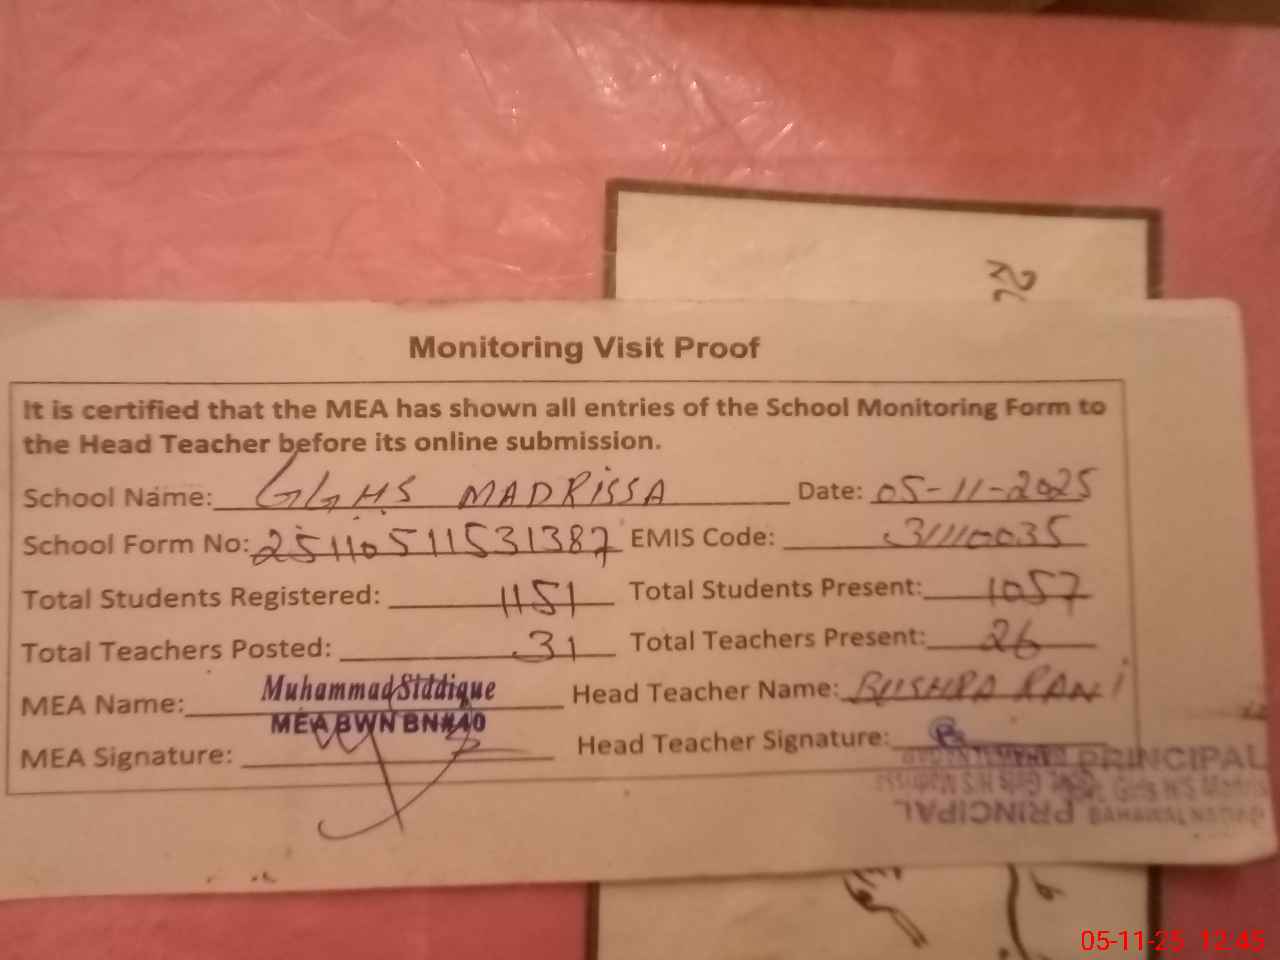 Monitoring Visit Proof
It is certified that the MEA has shown all entries of the School Monitoring Form to
the Head Teacher before its online submission.
School Name: GGHS MADRISSA Date: 05-11-2025
School Form No: 25110511531387 EMIS Code: 31110035
Total Students Registered: 1151 Total Students Present: 1057
Total Teachers Posted: 31 Total Teachers Present: 26
MEA Name: Muhammad Siddique Head Teacher Name: BUSHRA RANI
MEA BWN BN#40
MEA Signature: Head Teacher Signature:
PRINCIPAL
Girls H/S
PRINCIPAL BAHAWALNAGAR
05-11-25 12:45